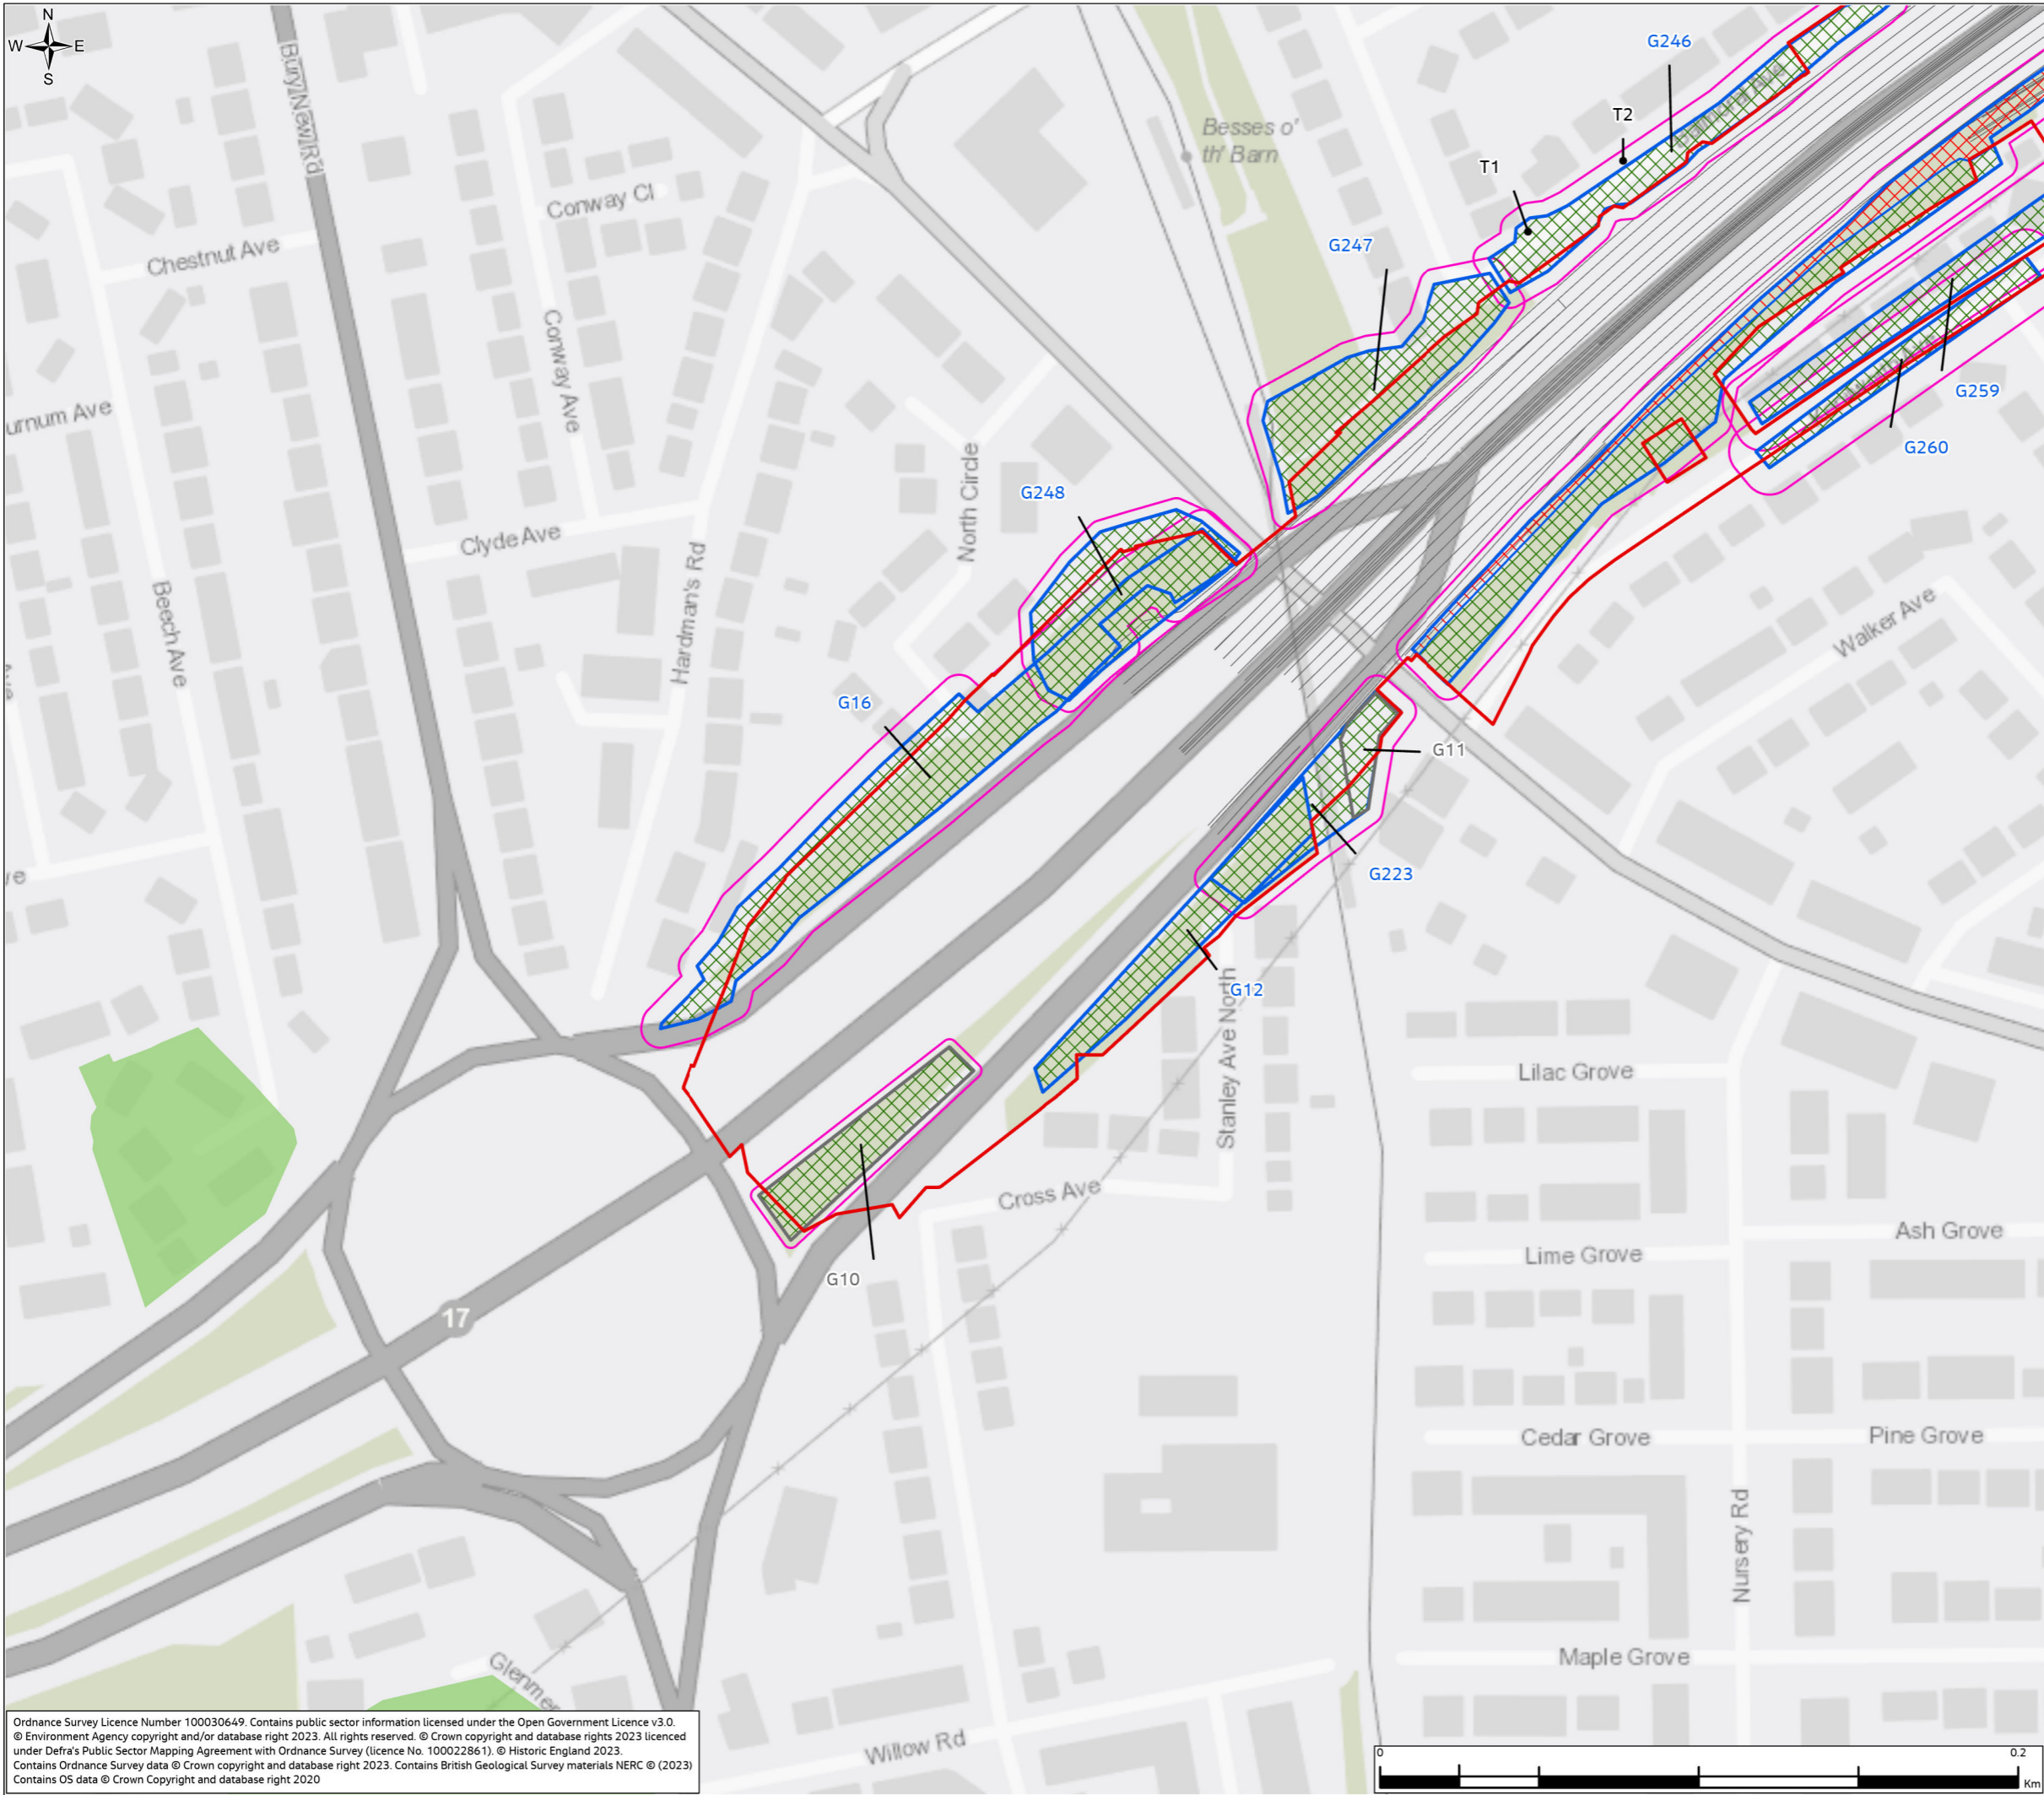 N
W E
S
G246
T2
Bury New Rd
Besses o'
th' Barn
T1
Conway Cl
Chestnut Ave
G247
Conway Ave
G259
urnum Ave
G260
North Circle
G248
Clyde Ave
Hardman's Rd
Beech Ave
Walker Ave
Ave
G16
G11
ve
G223
G12
Stanley Ave North
Lilac Grove
Cross Ave
Ash Grove
Lime Grove
G10
17
Cedar Grove
Pine Grove
Nursery Rd
Maple Grove
Glenmer
Willow Rd
Ordnance Survey Licence Number 100030649. Contains public sector information licensed under the Open Government Licence v3.0.
© Environment Agency copyright and/or database right 2023. All rights reserved. © Crown copyright and database rights 2023 licenced
under Defra's Public Sector Mapping Agreement with Ordnance Survey (licence No. 100022861). © Historic England 2023.
Contains Ordnance Survey data © Crown copyright and database right 2023. Contains British Geological Survey materials NERC © (2023)
Contains OS data © Crown Copyright and database right 2020
0 0.2
Km